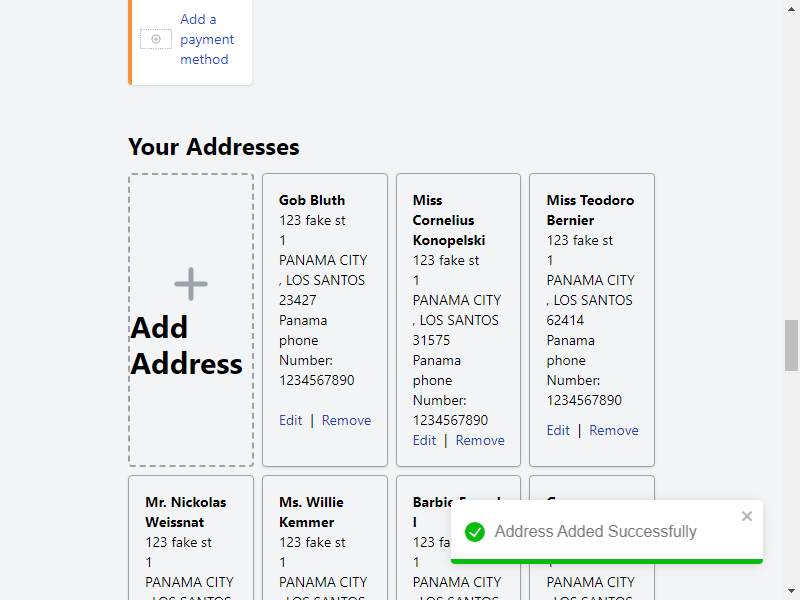 Add a
payment
method
Your Addresses
Add
Address
Gob Bluth
123 fake st
1
PANAMA CITY
, LOS SANTOS
23427
Panama
phone
Number:
1234567890
Edit | Remove
Miss
Cornelius
Konopelski
123 fake st
1
PANAMA CITY
, LOS SANTOS
31575
Panama
phone
Number:
1234567890
Edit | Remove
Miss Teodoro
Bernier
123 fake st
1
PANAMA CITY
, LOS SANTOS
62414
Panama
phone
Number:
1234567890
Edit | Remove
Mr. Nickolas
Weissnat
123 fake st
1
PANAMA CITY
, LOS SANTOS
Ms. Willie
Kemmer
123 fake st
1
PANAMA CITY
, LOS SANTOS
I
123
1
PANAMA CITY
, LOS SANTOS
1
PANAMA CITY
, LOS SANTOS
Address Added Successfully